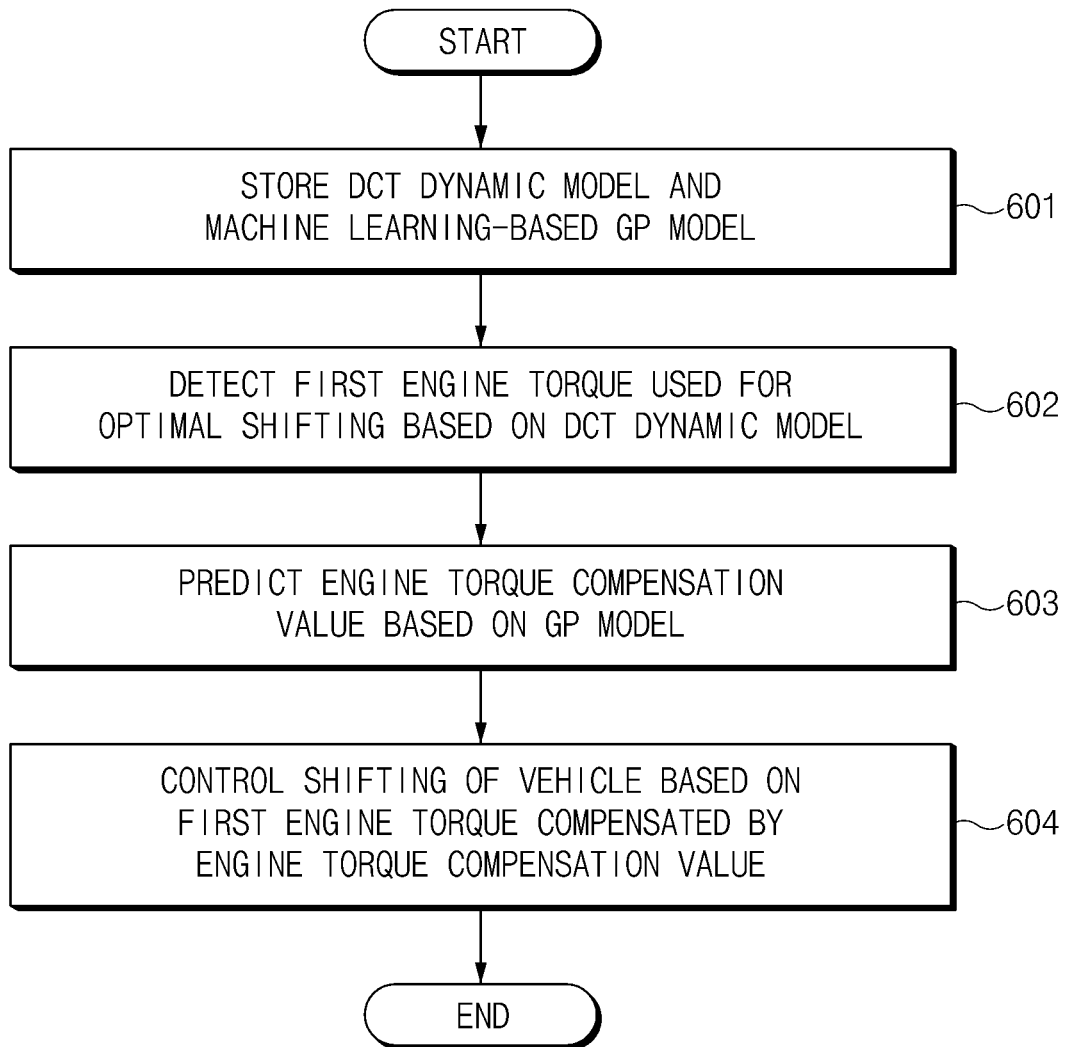 START
STORE DCT DYNAMIC MODEL AND
MACHINE LEARNING-BASED GP MODEL
601
DETECT FIRST ENGINE TORQUE USED FOR
OPTIMAL SHIFTING BASED ON DCT DYNAMIC MODEL
602
PREDICT ENGINE TORQUE COMPENSATION
VALUE BASED ON GP MODEL
603
CONTROL SHIFTING OF VEHICLE BASED ON
FIRST ENGINE TORQUE COMPENSATED BY
ENGINE TORQUE COMPENSATION VALUE
604
END